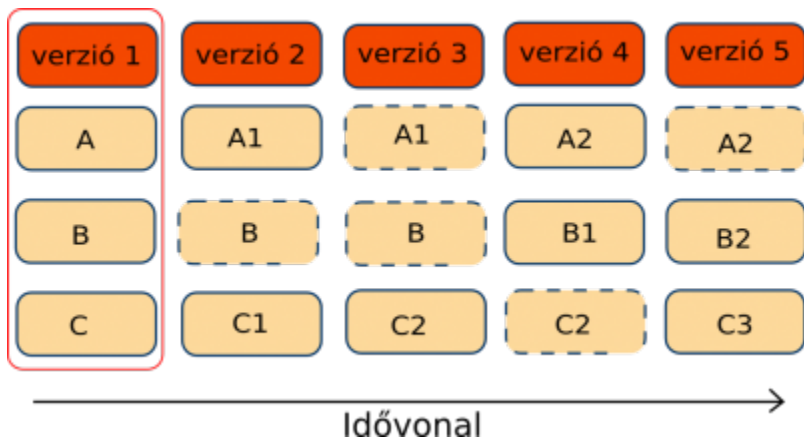 verzió 1 verzió 2 verzió 3 verzió 4 verzió 5
A A1 A1 A2 A2
B B B B1 B2
C C1 C2 C2 C3
Idővonal